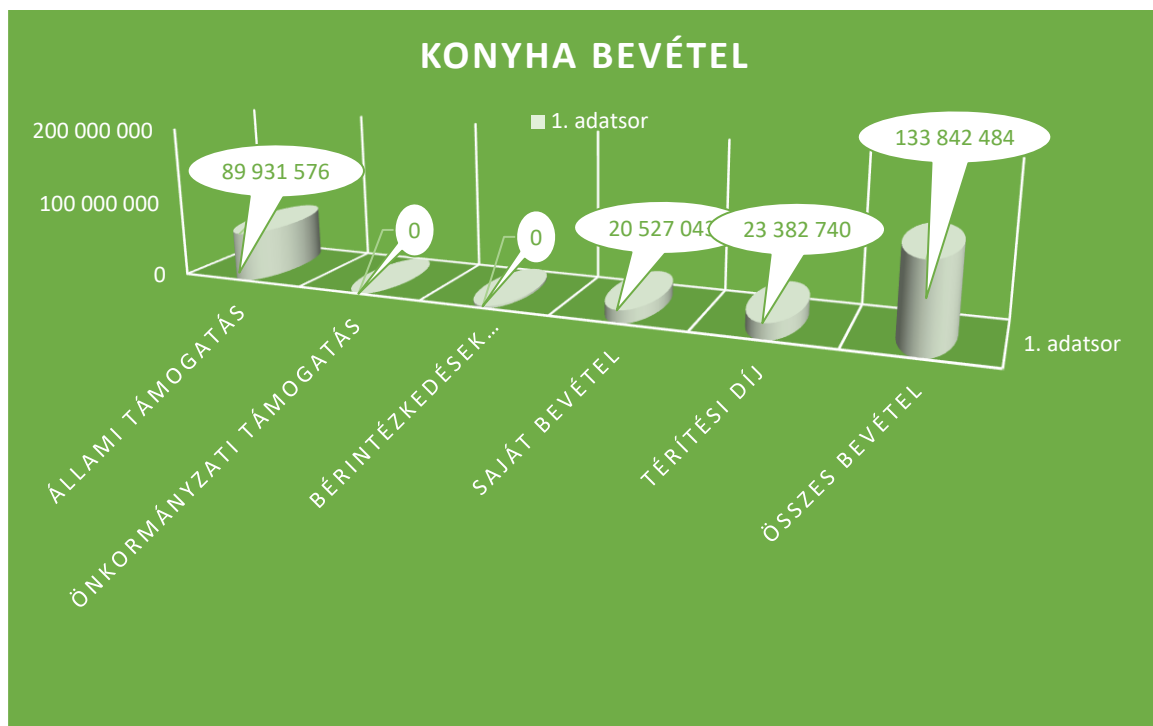 KONYHA BEVÉTEL
1. adatsor
200 000 000
100 000 000
0
89 931 576
0
0
20 527 043
23 382 740
133 842 484
ÁLLAMI TÁMOGATÁS
ÖNKORMÁNYZATI TÁMOGATÁS
BÉRINTÉZKEDÉSEK…
SAJÁT BEVÉTEL
TÉRÍTÉSI DÍJ
ÖSSZES BEVÉTEL
1. adatsor